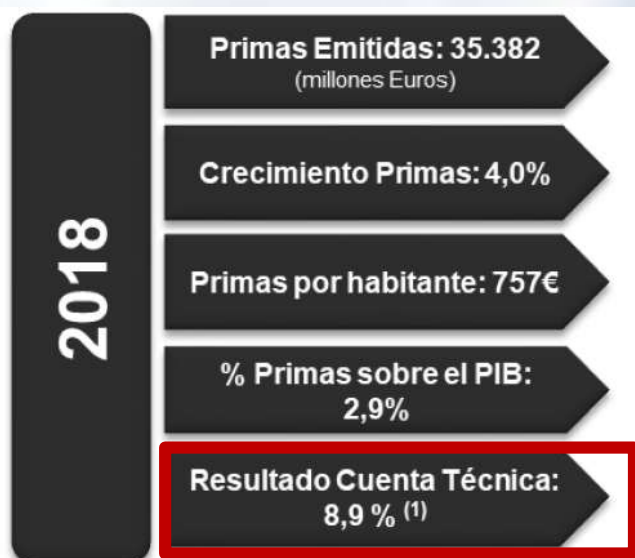 2018
Primas Emitidas: 35.382
(millones Euros)
Crecimiento Primas: 4,0%
Primas por habitante: 757€
% Primas sobre el PIB:
2,9%
Resultado Cuenta Técnica:
8,9 % (1)